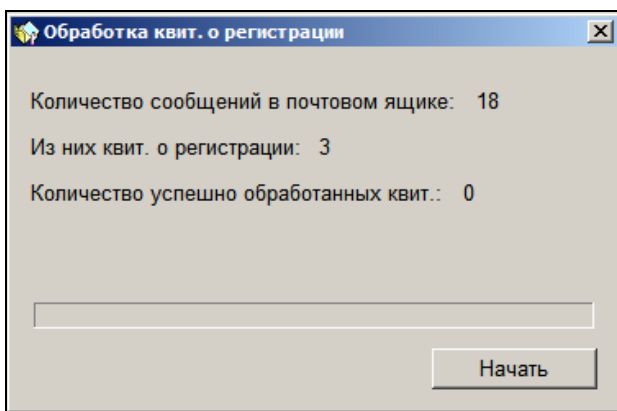 Обработка квит. о регистрации
Количество сообщений в почтовом ящике: 18
Из них квит. о регистрации: 3
Количество успешно обработанных квит.: 0
Начать